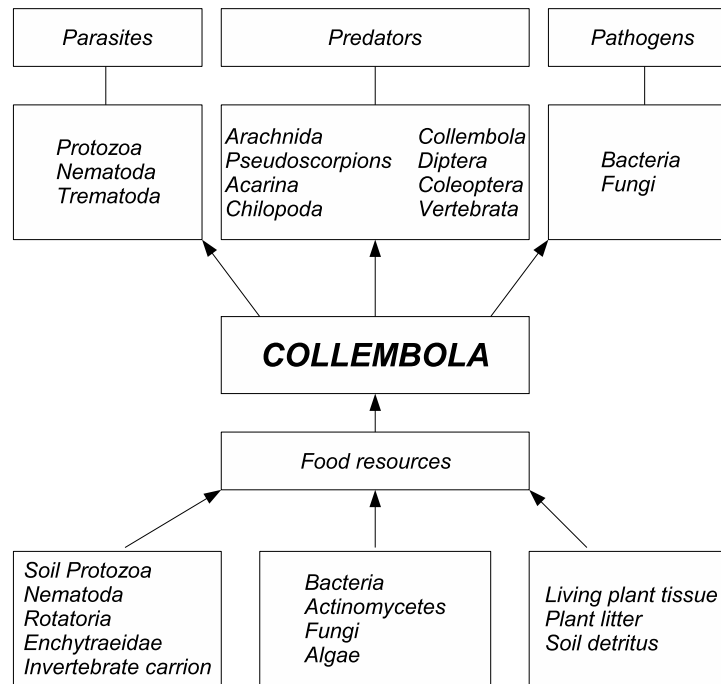 Parasites
Predators
Pathogens
Protozoa
Nematoda
Trematoda
Arachnida
Pseudoscorpions
Acarina
Chilopoda
Collembola
Diptera
Coleoptera
Vertebrata
Bacteria
Fungi
COLLEMBOLA
Food resources
Soil Protozoa
Nematoda
Rotatoria
Enchytraeidae
Invertebrate carrion
Bacteria
Actinomycetes
Fungi
Algae
Living plant tissue
Plant litter
Soil detritus